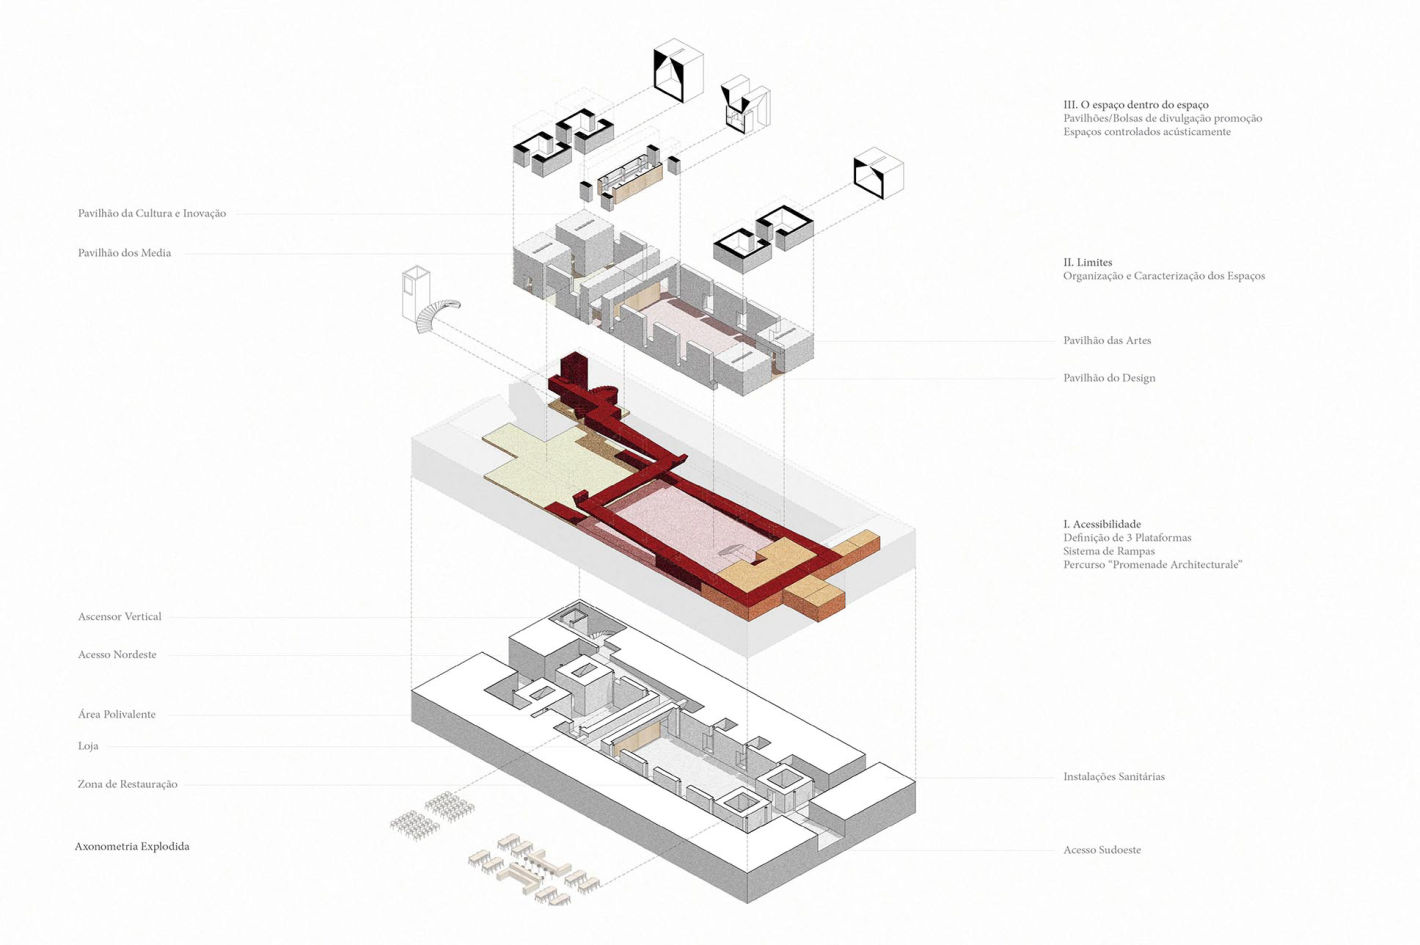 III. O espaço dentro do espaço
Pavilhões/Bolsas de divulgação promoção
Espaços controlados acústicamente
Pavilhão da Cultura e Inovação
Pavilhão dos Media
II. Limites
Organização e Caracterização dos Espaços
Pavilhão das Artes
Pavilhão do Design
I. Acessibilidade
Definição de 3 Plataformas
Sistema de Rampas
Percurso “Promenade Architecturale”
Ascensor Vertical
Acesso Nordeste
Área Polivalente
Loja
Zona de Restauração
Instalações Sanitárias
Axonometria Explodida
Acesso Sudoeste